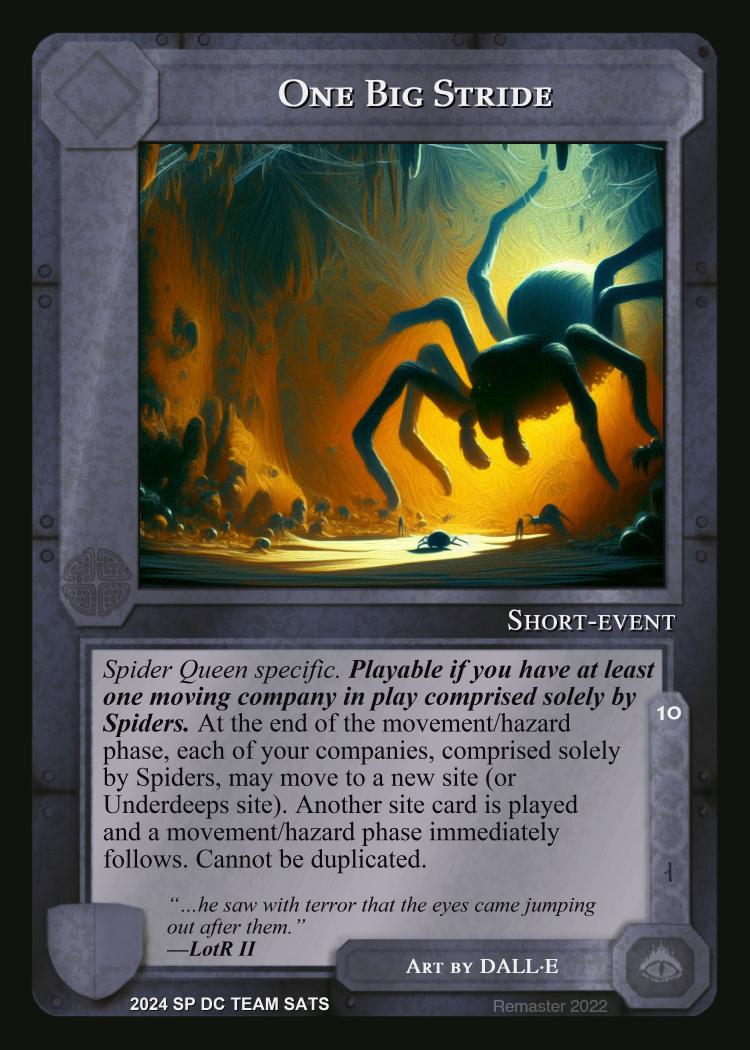 One Big Stride
Short-event
Spider Queen specific. Playable if you have at least
one moving company in play comprised solely by
Spiders. At the end of the movement/hazard
phase, each of your companies, comprised solely
by Spiders, may move to a new site (or
Underdeeps site). Another site card is played
and a movement/hazard phase immediately
follows. Cannot be duplicated.
10
“...he saw with terror that the eyes came jumping
out after them.”
—LotR II
Art by DALL·E
2024 SP DC TEAM SATS
Remaster 2022